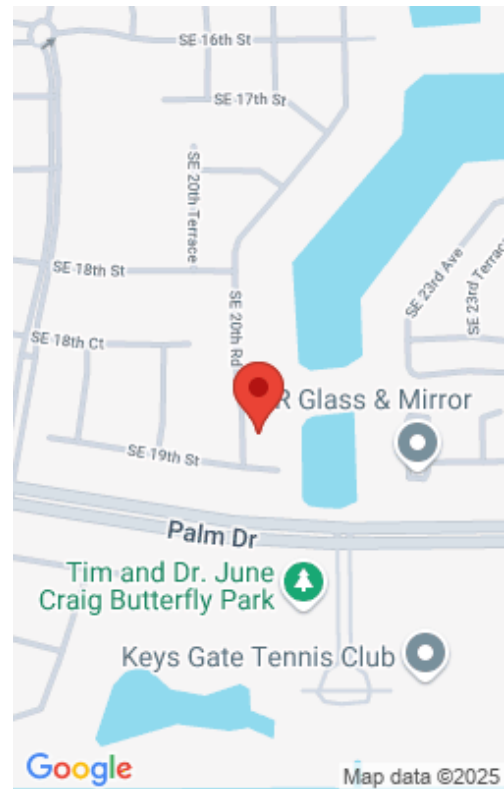 SE 16th St
SE 17th St
SE 20th Terrace
SE 23rd Ave
SE 23rd Terrace
SE 18th St
SE 20th Rd
SE 18th Ct
R Glass & Mirror
SE 19th St
Palm Dr
Tim and Dr. June
Craig Butterfly Park
Keys Gate Tennis Club
Google
Map data ©2025